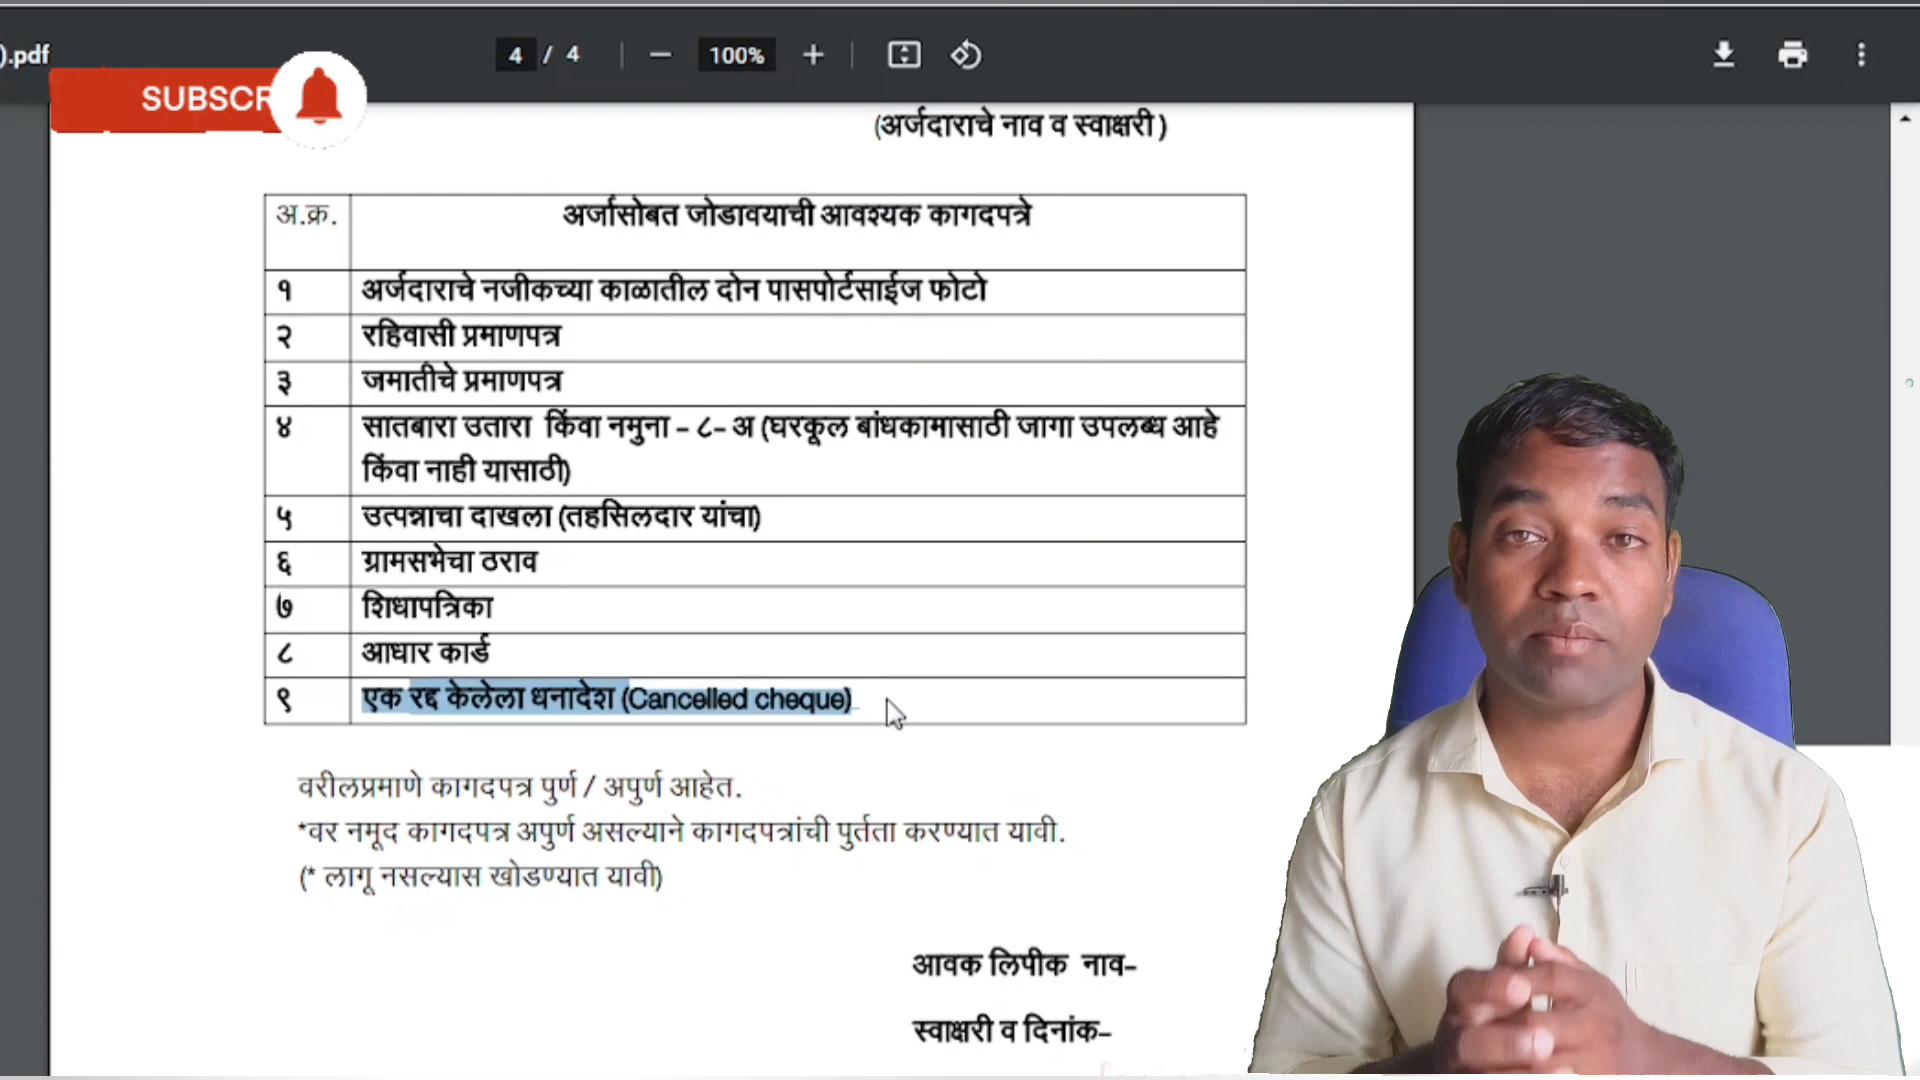 ).pdf
4 / 4
100%
SUBSCR
(अर्जदाराचे नाव व स्वाक्षरी )
अ.क्र. अर्जासोबत जोडावयाची आवश्यक कागदपत्रे
१ अर्जदाराचे नजीकच्या काळातील दोन पासपोर्टसाईज फोटो
२ रहिवासी प्रमाणपत्र
३ जमातीचे प्रमाणपत्र
४ सातबारा उतारा किंवा नमुना – ८– अ (घरकूल बांधकामासाठी जागा उपलब्ध आहे
किंवा नाही यासाठी)
५ उत्पन्नाचा दाखला (तहसिलदार यांचा)
६ ग्रामसभेचा ठराव
७ शिधापत्रिका
८ आधार कार्ड
९ एक रद्द केलेला धनादेश (Cancelled cheque)
वरीलप्रमाणे कागदपत्र पुर्ण / अपुर्ण आहेत.
*वर नमूद कागदपत्र अपुर्ण असल्याने कागदपत्रांची पुर्तता करण्यात यावी.
(* लागू नसल्यास खोडण्यात यावी)
आवक लिपीक नाव–
स्वाक्षरी व दिनांक–